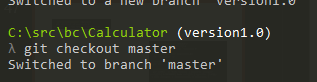 Switched to a new branch 'version1.0'
C:\src\bc\Calculator (version1.0)
λ git checkout master
Switched to branch 'master'